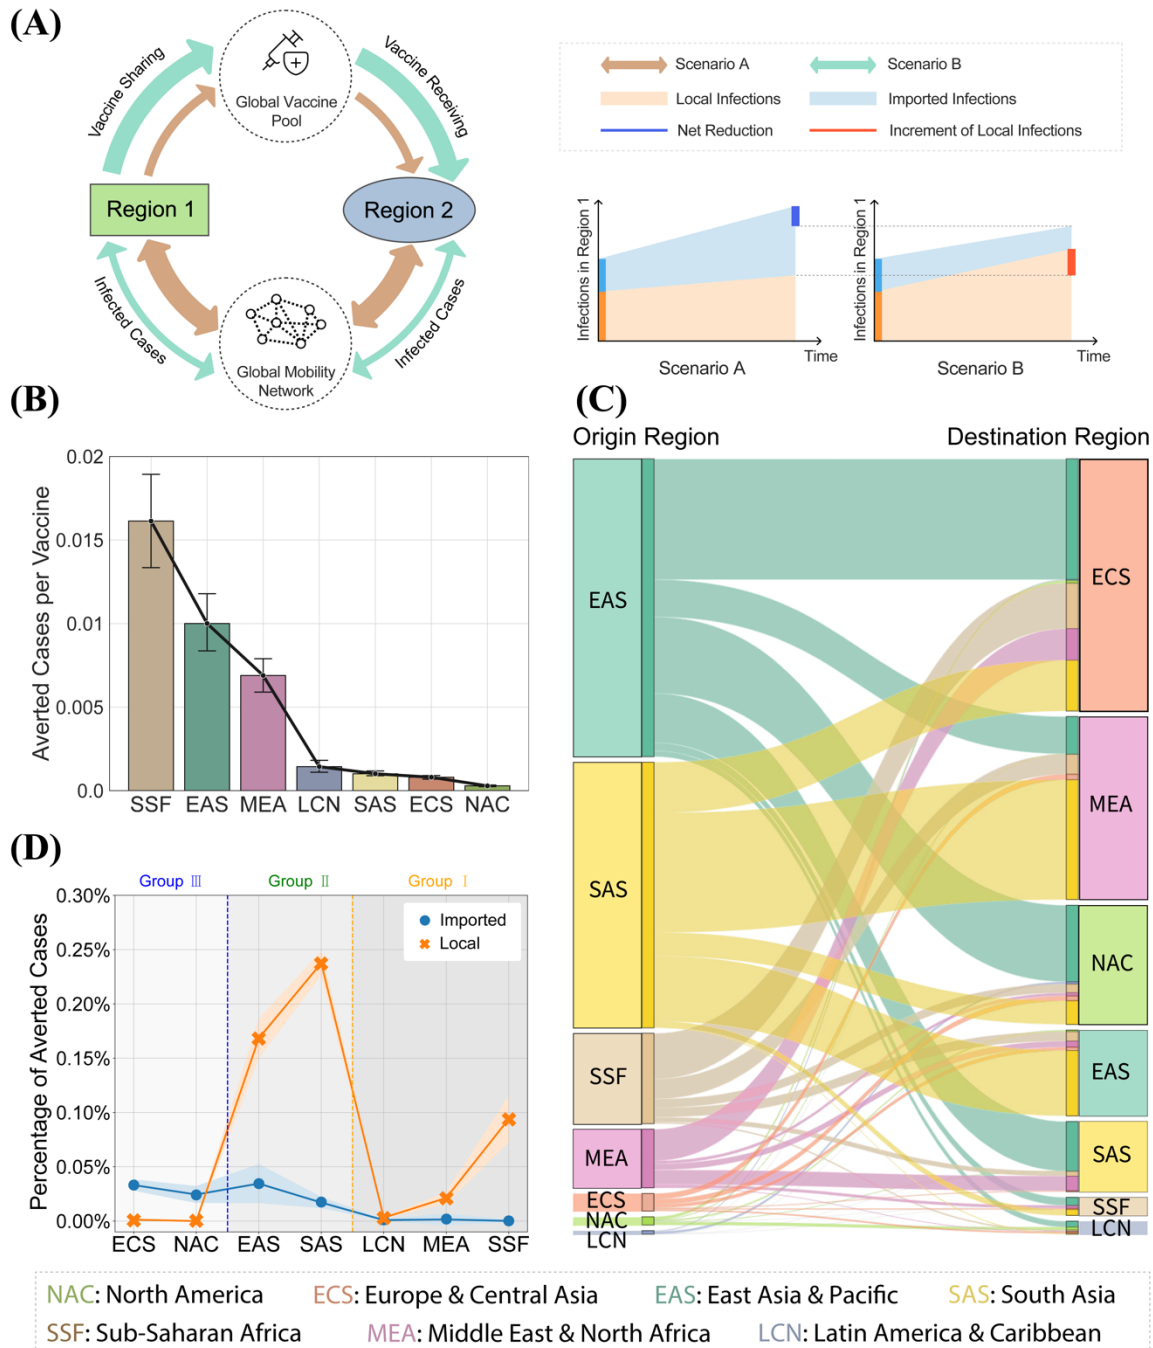 (A)
Vaccine Sharing
Global Vaccine
Pool
Vaccine Receiving
Region 1
Region 2
Infected Cases
Global Mobility
Network
Infected Cases
Scenario A
Scenario B
Local Infections
Imported Infections
Net Reduction
Increment of Local Infections
Infections in Region 1
Time
Scenario A
Infections in Region 1
Time
Scenario B
(B)
Averted Cases per Vaccine
0.02
0.015
0.01
0.005
0.0
SSF EAS MEA LCN SAS ECS NAC
(C)
Origin Region
Destination Region
EAS
SAS
SSF
MEA
ECS
NAC
LCN
ECS
MEA
NAC
EAS
SAS
SSF
LCN
(D)
Group III
Group II
Group I
Percentage of Averted Cases
0.30%
0.25%
0.20%
0.15%
0.10%
0.05%
0.00%
Imported
Local
ECS NAC EAS SAS LCN MEA SSF
NAC: North America
ECS: Europe & Central Asia
EAS: East Asia & Pacific
SAS: South Asia
SSF: Sub-Saharan Africa
MEA: Middle East & North Africa
LCN: Latin America & Caribbean